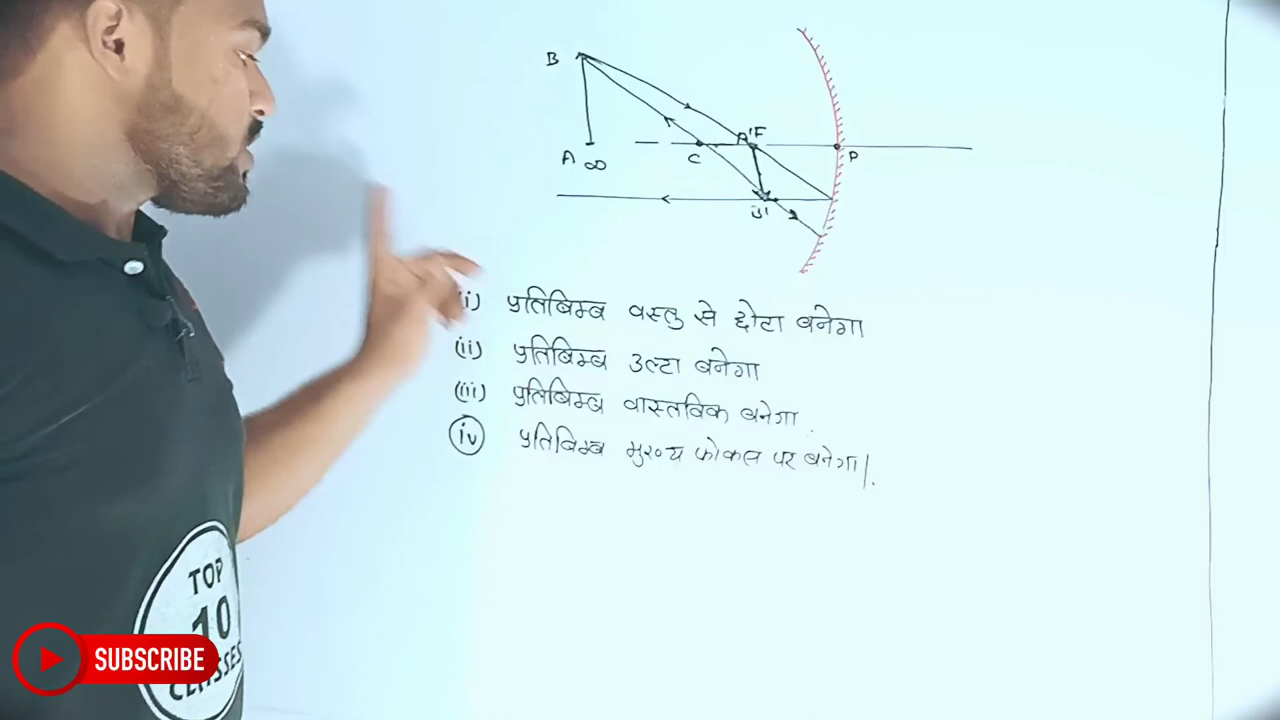 B
A ∞
C
A'F
P
B'
(i) प्रतिबिम्ब वस्तु से छोटा बनेगा
(ii) प्रतिबिम्ब उल्टा बनेगा
(iii) प्रतिबिम्ब वास्तविक बनेगा
(iv) प्रतिबिम्ब मुख्य फोकस पर बनेगा।
TOP
10
CLASSES
SUBSCRIBE